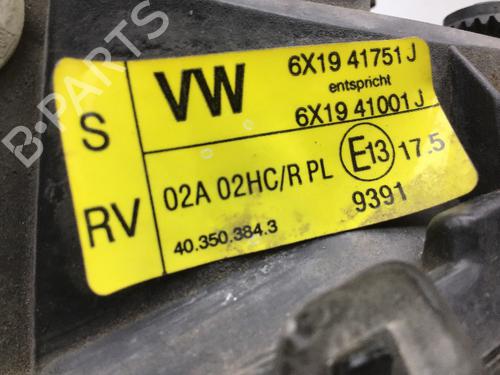 S
RV
VW
6X19 41751 J
entspricht
6X19 41001 J
02A 02HC/R PL
E13
17.5
9391
40.350.384.3
B-PARTS